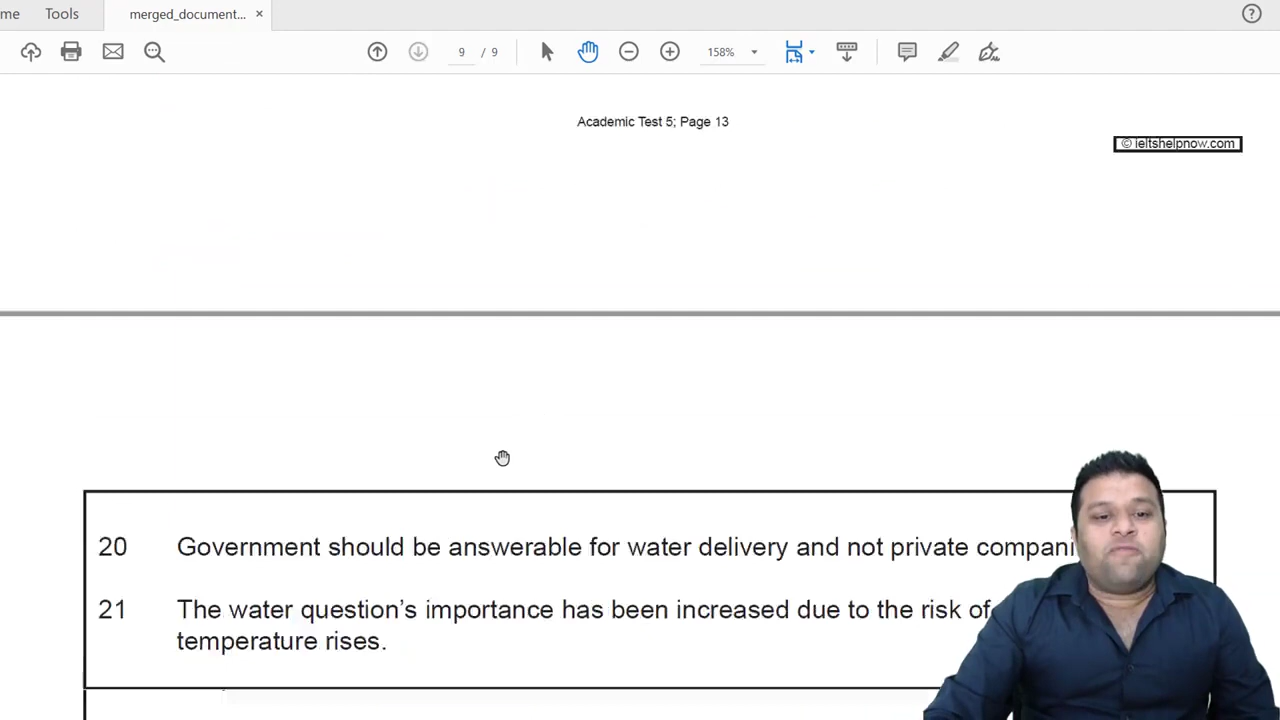 me Tools merged_document... ×
9 / 9 158%
Academic Test 5; Page 13
© ieltshelpnow.com
20 Government should be answerable for water delivery and not private compani
21 The water question's importance has been increased due to the risk of
temperature rises.